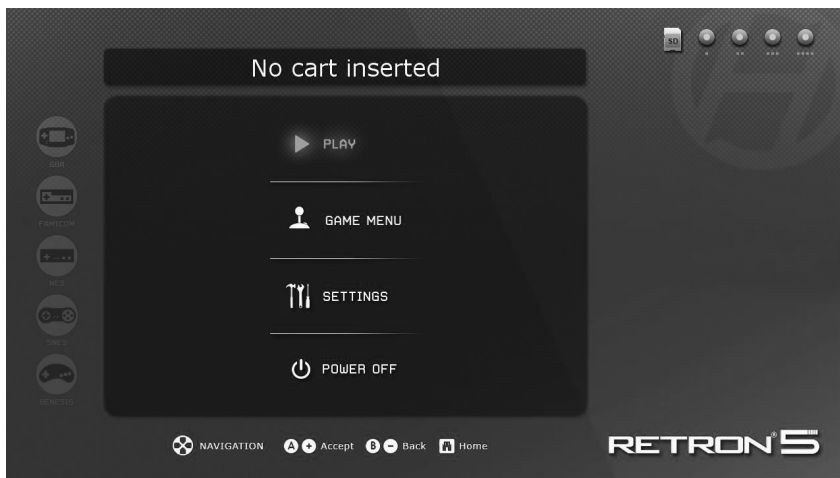 SD
No cart inserted
PLAY
GBA
FAMICOM
GAME MENU
NES
SETTINGS
SNES
POWER OFF
GENESIS
NAVIGATION A + Accept B - Back H Home
RETRON®5